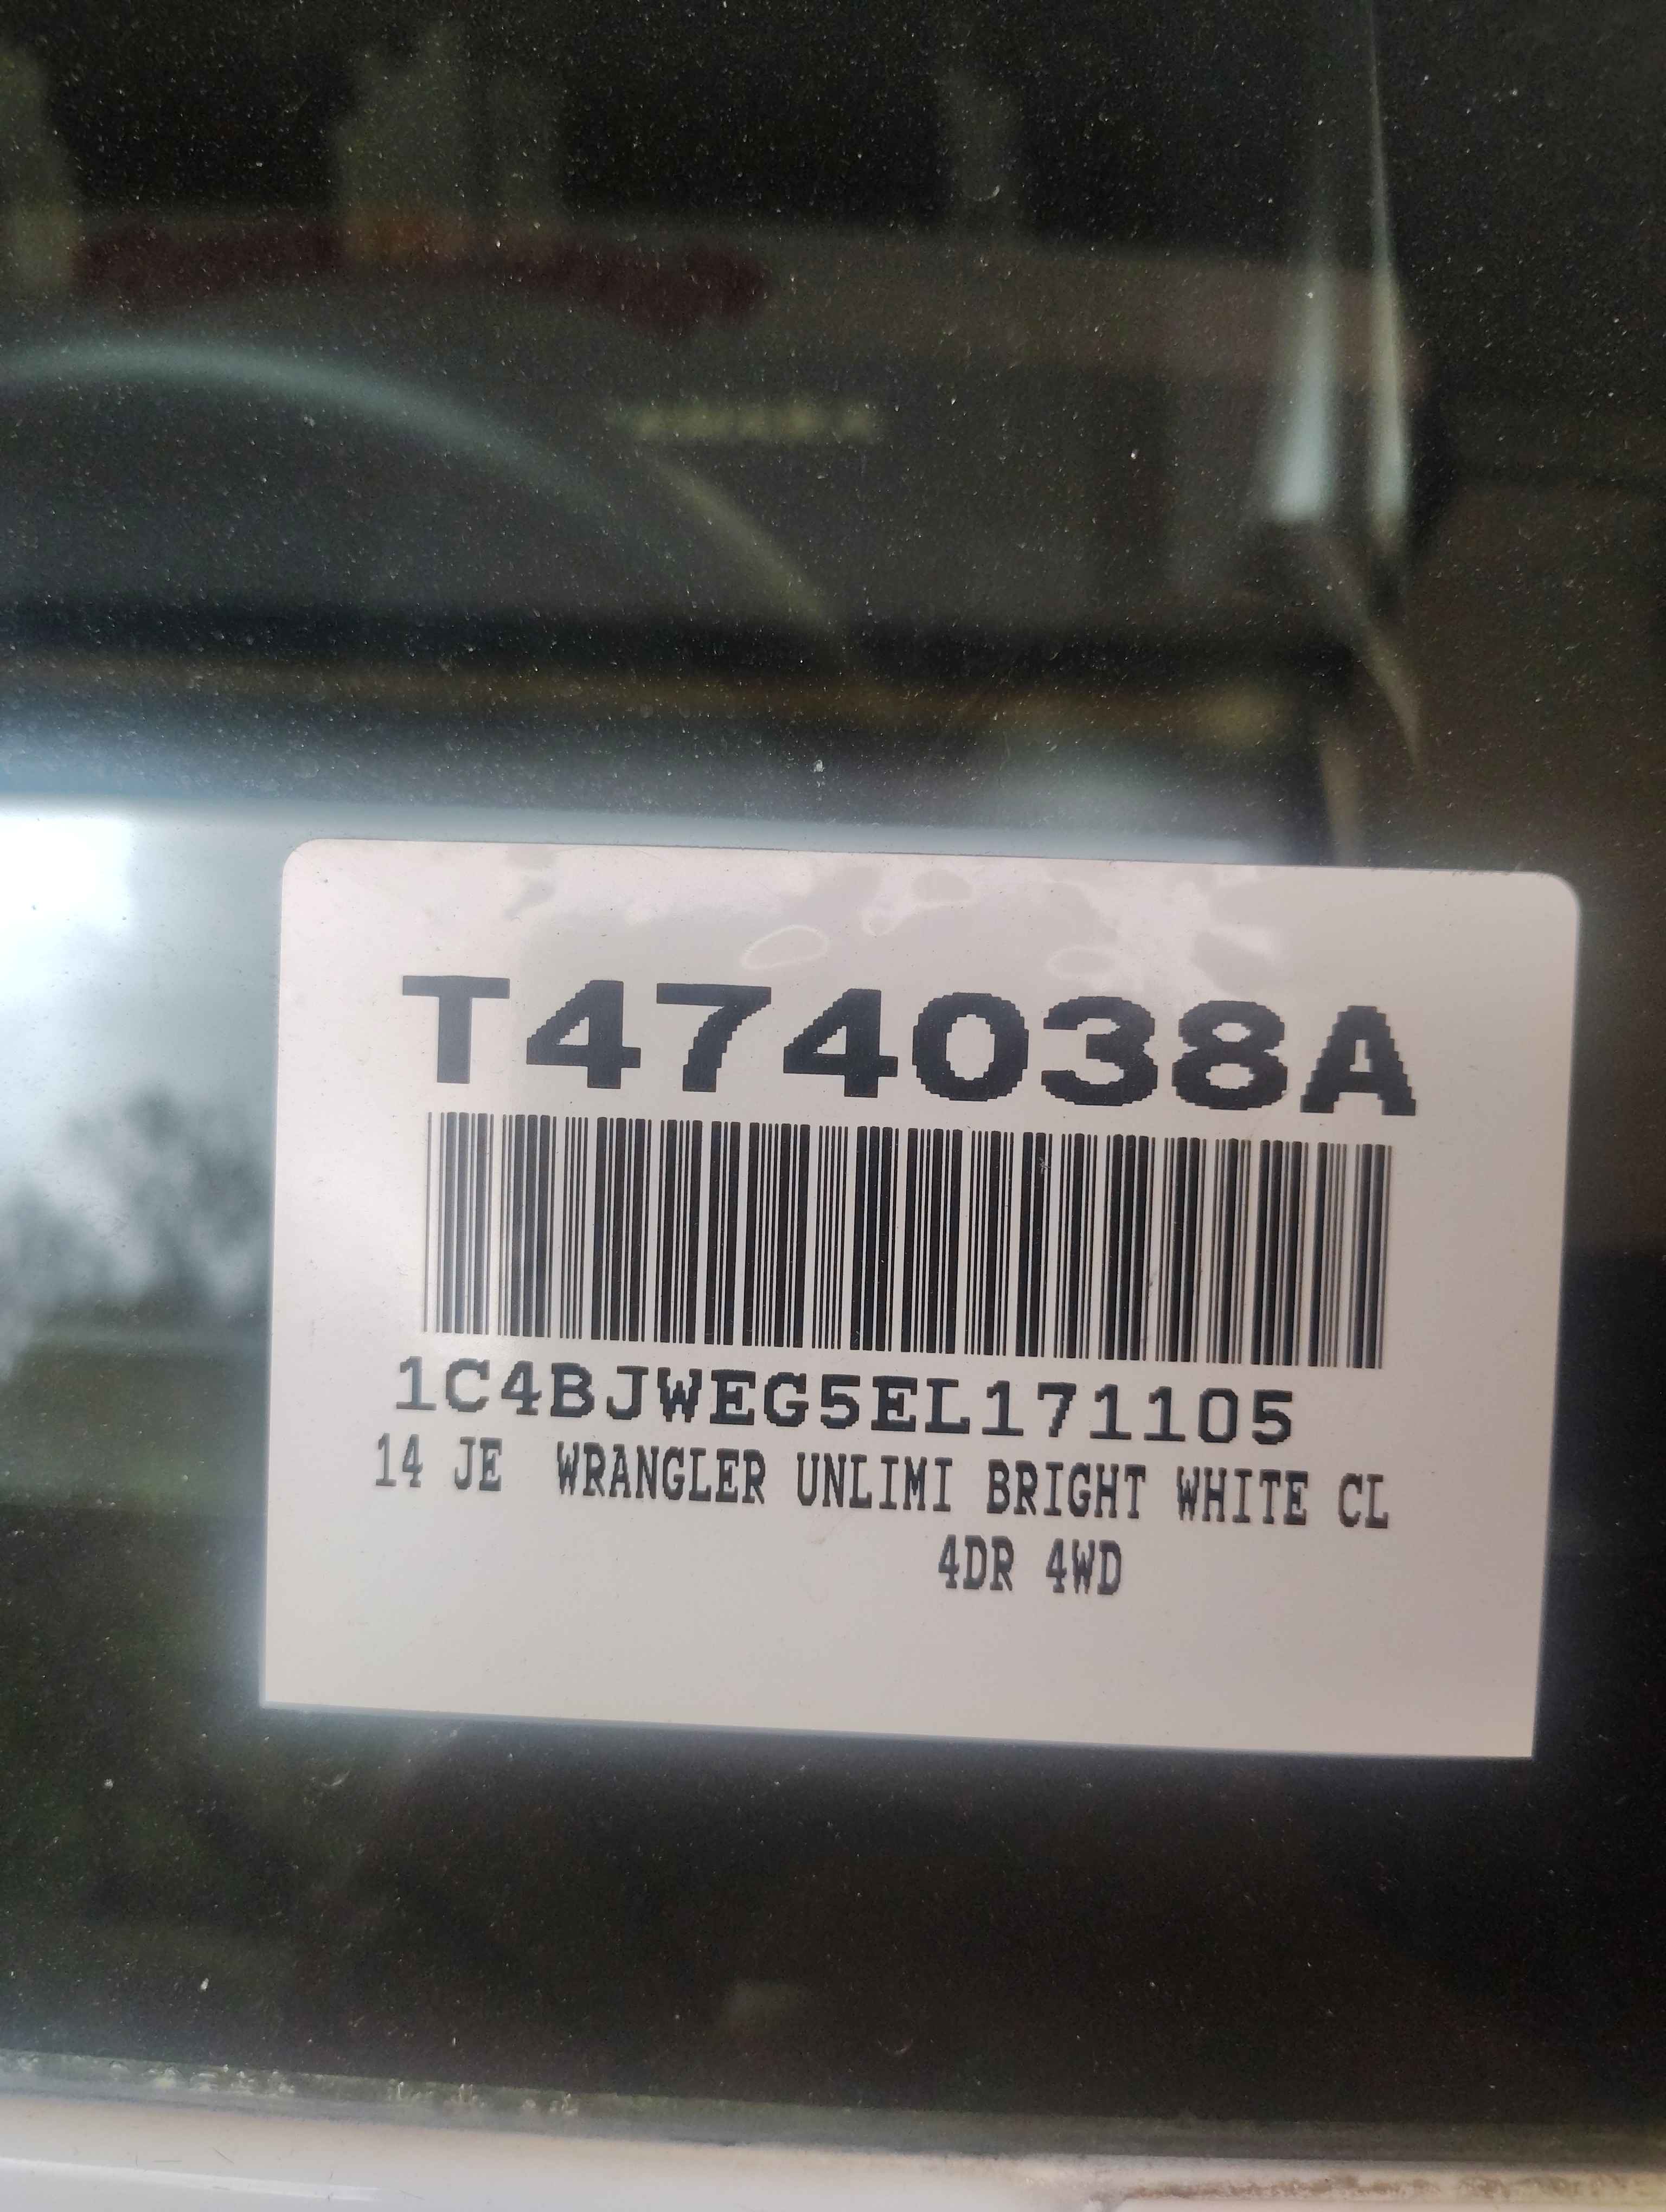 T474038A
1C4BJWEG5EL171105
14 JE WRANGLER UNLIMI BRIGHT WHITE CL
4DR 4WD